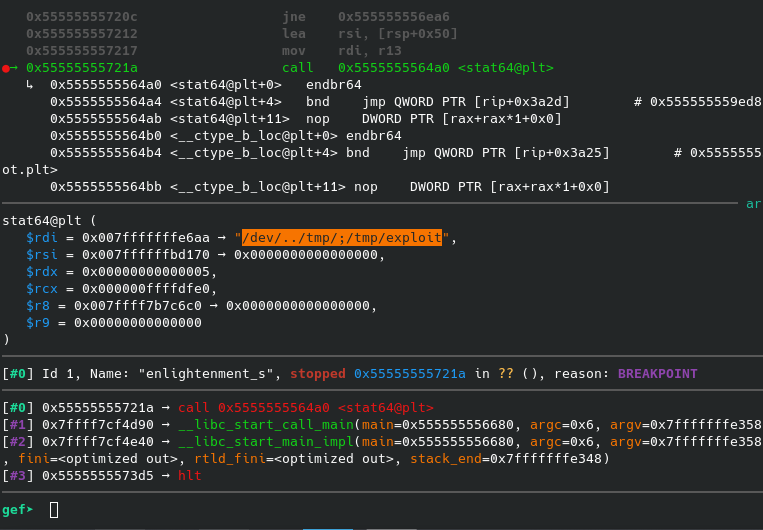 0x55555555720c jne 0x555555556ea6
0x555555557212 lea rsi, [rsp+0x50]
0x555555557217 mov rdi, r13
●→ 0x55555555721a call 0x5555555564a0 <stat64@plt>
↳ 0x5555555564a0 <stat64@plt+0> endbr64
0x5555555564a4 <stat64@plt+4> bnd jmp QWORD PTR [rip+0x3a2d] # 0x555555559ed8
0x5555555564ab <stat64@plt+11> nop DWORD PTR [rax+rax*1+0x0]
0x5555555564b0 <__ctype_b_loc@plt+0> endbr64
0x5555555564b4 <__ctype_b_loc@plt+4> bnd jmp QWORD PTR [rip+0x3a25] # 0x5555555
ot.plt>
0x5555555564bb <__ctype_b_loc@plt+11> nop DWORD PTR [rax+rax*1+0x0]
ar
stat64@plt (
$rdi = 0x007fffffffe6aa → "/dev/../tmp/;/tmp/exploit",
$rsi = 0x007fffffffbd170 → 0x0000000000000000,
$rdx = 0x00000000000005,
$rcx = 0x000000ffffdfe0,
$r8 = 0x007ffff7b7c6c0 → 0x0000000000000000,
$r9 = 0x00000000000000
)
[#0] Id 1, Name: "enlightenment_s", stopped 0x55555555721a in ?? (), reason: BREAKPOINT
[#0] 0x55555555721a → call 0x5555555564a0 <stat64@plt>
[#1] 0x7ffff7cf4d90 → __libc_start_call_main(main=0x555555556680, argc=0x6, argv=0x7fffffffe358
[#2] 0x7ffff7cf4e40 → __libc_start_main_impl(main=0x555555556680, argc=0x6, argv=0x7fffffffe358
, fini=<optimized out>, rtld_fini=<optimized out>, stack_end=0x7fffffffe348)
[#3] 0x5555555573d5 → hlt
gef➤